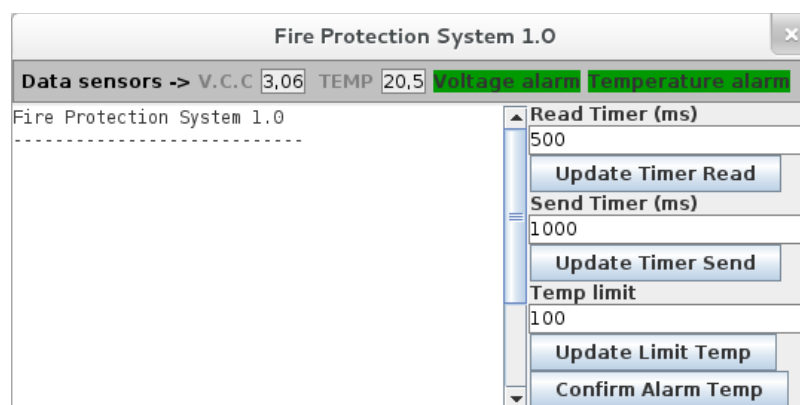 Fire Protection System 1.0
Data sensors -> V.C.C 3,06 TEMP 20,5 Voltage alarm Temperature alarm
Fire Protection System 1.0
----------------------------
Read Timer (ms)
500
Update Timer Read
Send Timer (ms)
1000
Update Timer Send
Temp limit
100
Update Limit Temp
Confirm Alarm Temp